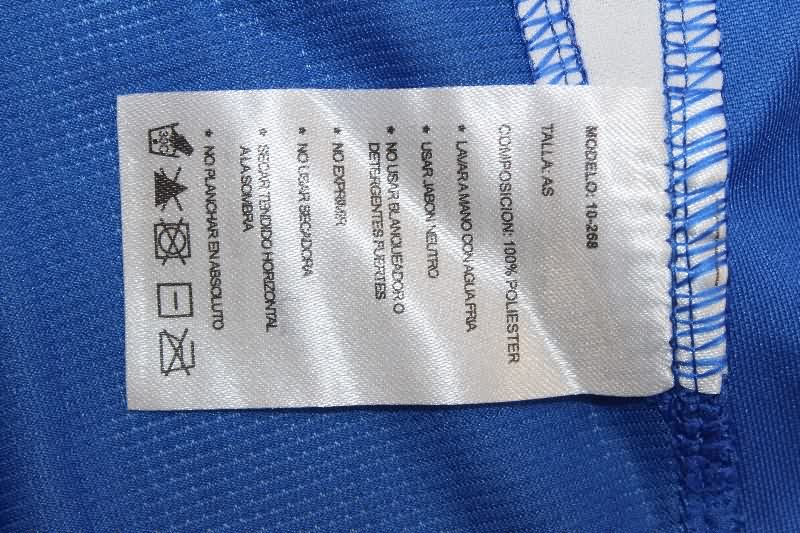 MODELO: 10-268
TALLA: AS
COMPOSICION: 100% POLIESTER
* LAVAR A MANO CON AGUA FRIA
* USAR JABON NEUTRO
* NO USAR BLANQUEADOR O
DETERGENTES FUERTES
* NO EXPRIMIR
* NO USAR SECADORA
* SECAR TENDIDO HORIZONTAL
A LA SOMBRA
* NO PLANCHAR EN ABSOLUTO